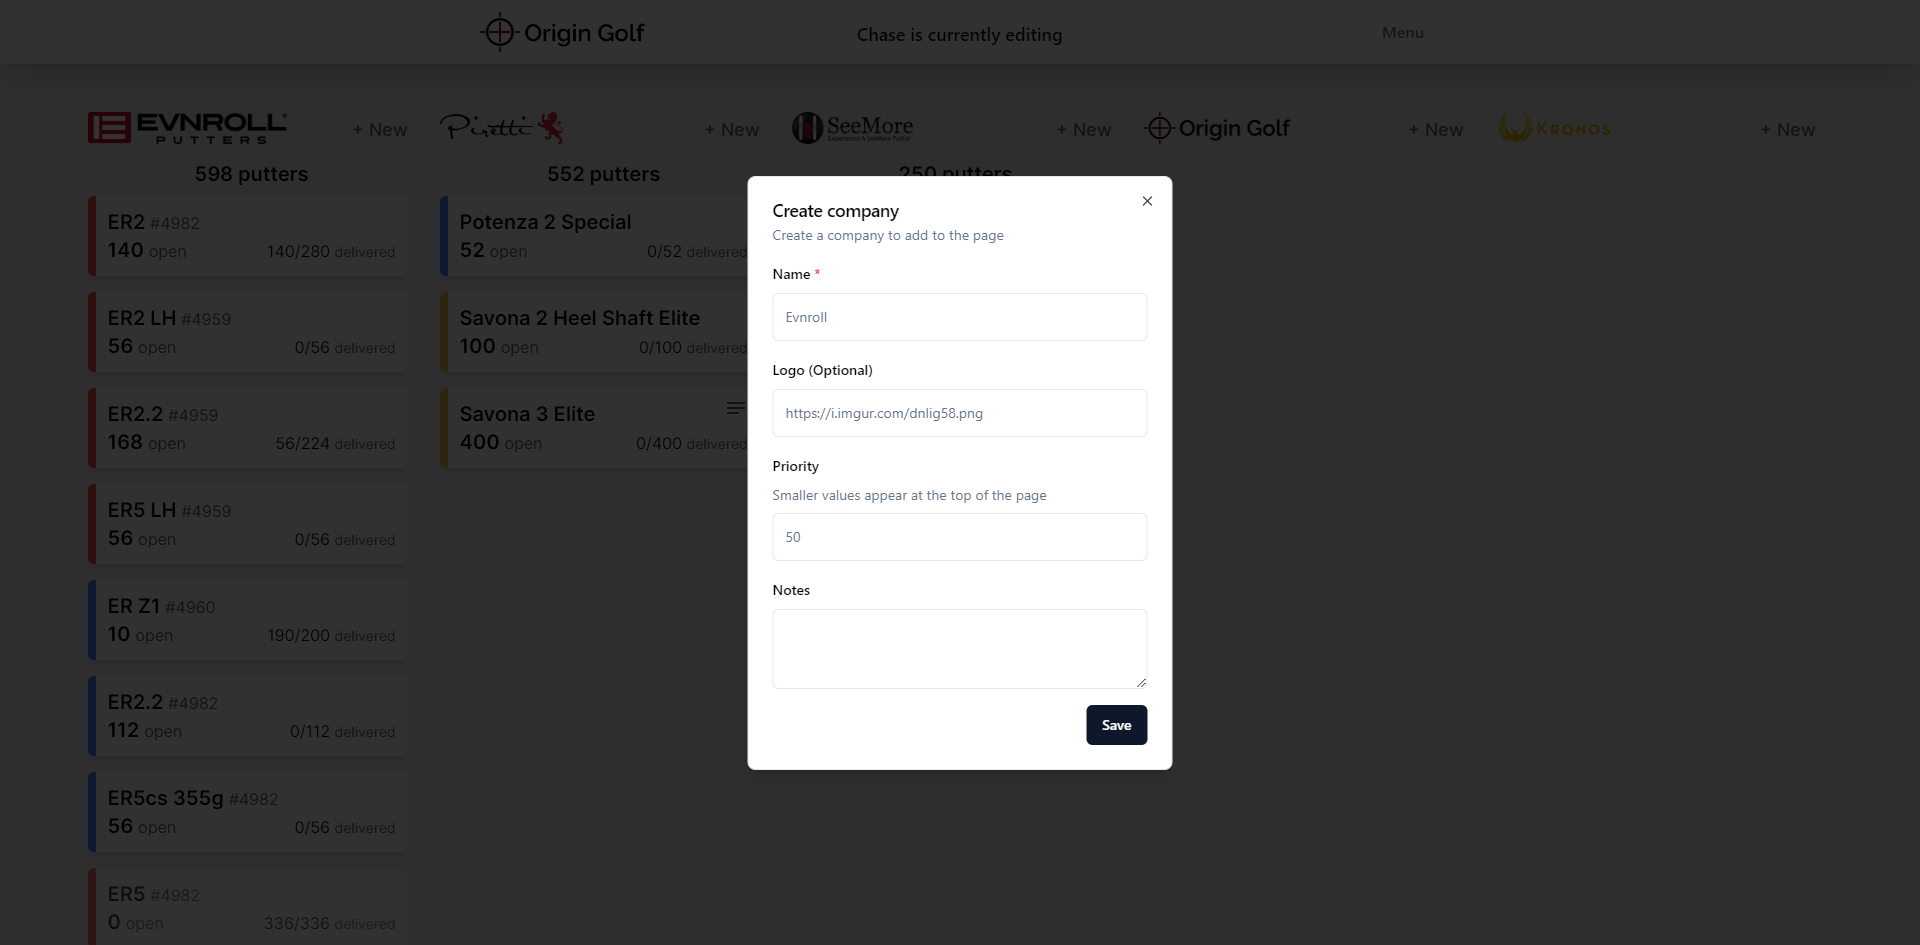 Origin Golf
Chase is currently editing
Menu
EVNROLL
PUTTERS
+ New
Piretti
+ New
SeeMore
Experience A SeeMore Putter
+ New
Origin Golf
+ New
KRONOS
+ New
598 putters
552 putters
250 putters
ER2 #4982
140 open 140/280 delivered
ER2 LH #4959
56 open 0/56 delivered
ER2.2 #4959
168 open 56/224 delivered
ER5 LH #4959
56 open 0/56 delivered
ER Z1 #4960
10 open 190/200 delivered
ER2.2 #4982
112 open 0/112 delivered
ER5cs 355g #4982
56 open 0/56 delivered
ER5 #4982
0 open 336/336 delivered
Potenza 2 Special
52 open 0/52 delivered
Savona 2 Heel Shaft Elite
100 open 0/100 delivered
Savona 3 Elite
400 open 0/400 delivered
Create company
Create a company to add to the page
Name *
Evnroll
Logo (Optional)
https://i.imgur.com/dnlig58.png
Priority
Smaller values appear at the top of the page
50
Notes
Save